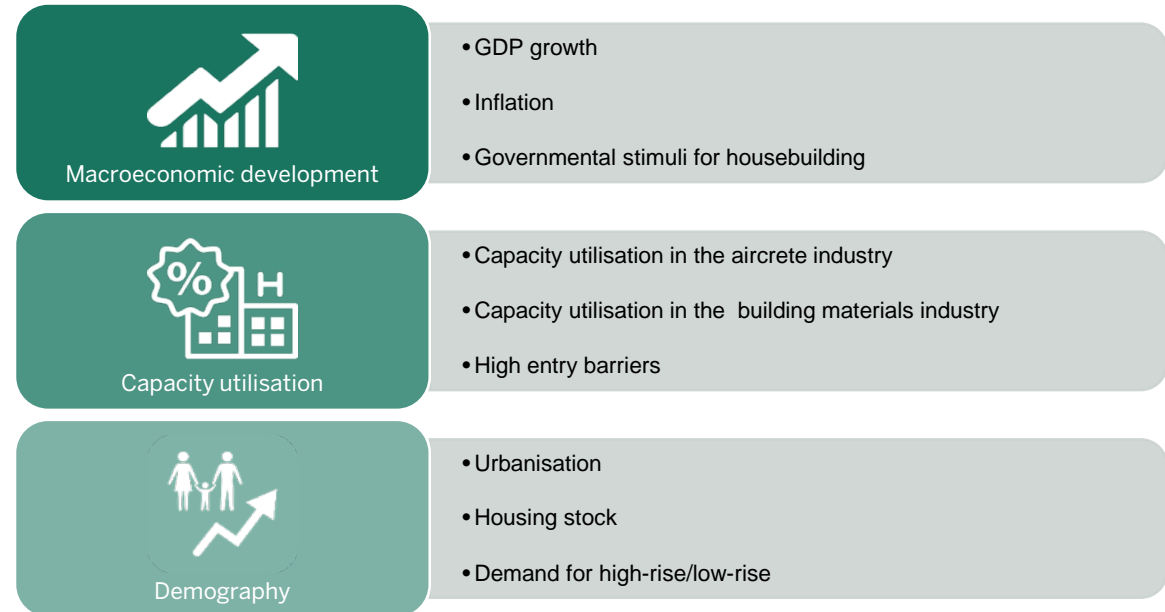 • GDP growth
• Inflation
• Governmental stimuli for housebuilding
Macroeconomic development
• Capacity utilisation in the aircrete industry
% H
• Capacity utilisation in the  building materials industry
• High entry barriers
Capacity utilisation
• Urbanisation
• Housing stock
• Demand for high-rise/low-rise
Demography